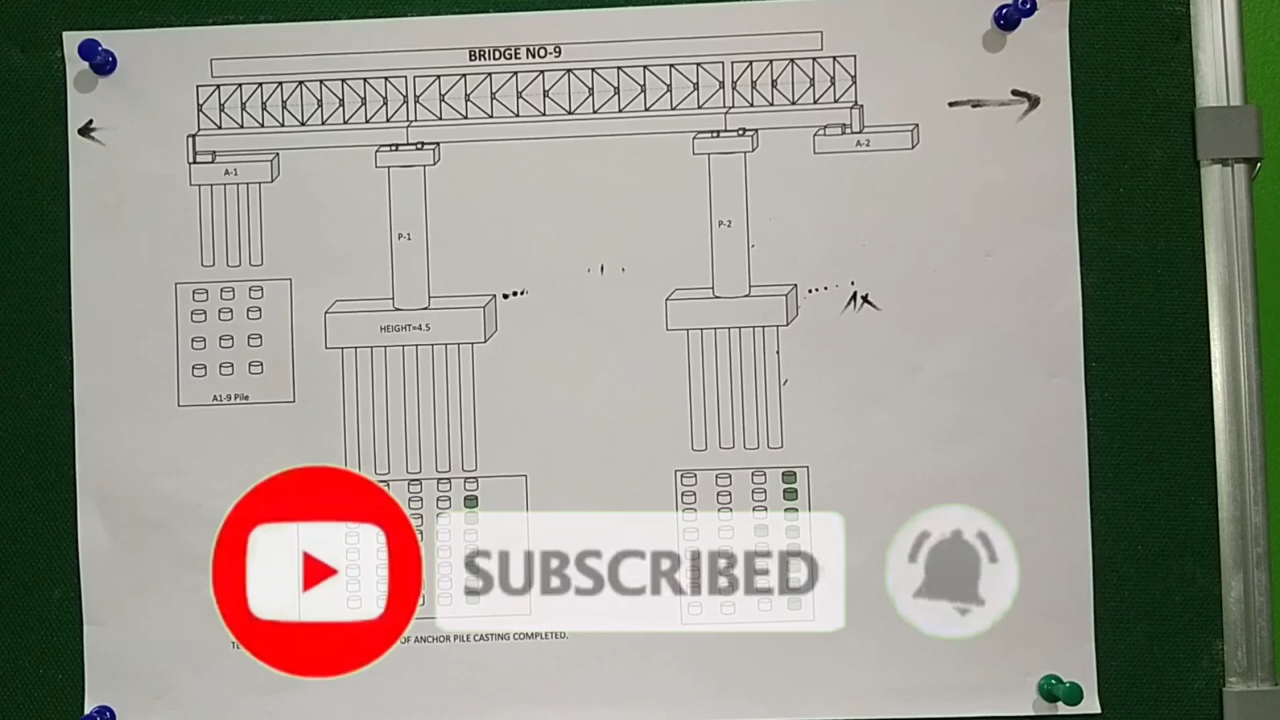 BRIDGE NO-9
A-1
A-2
P-1
P-2
HEIGHT=4.5
A1-9 Pile
SUBSCRIBED
OF ANCHOR PILE CASTING COMPLETED.